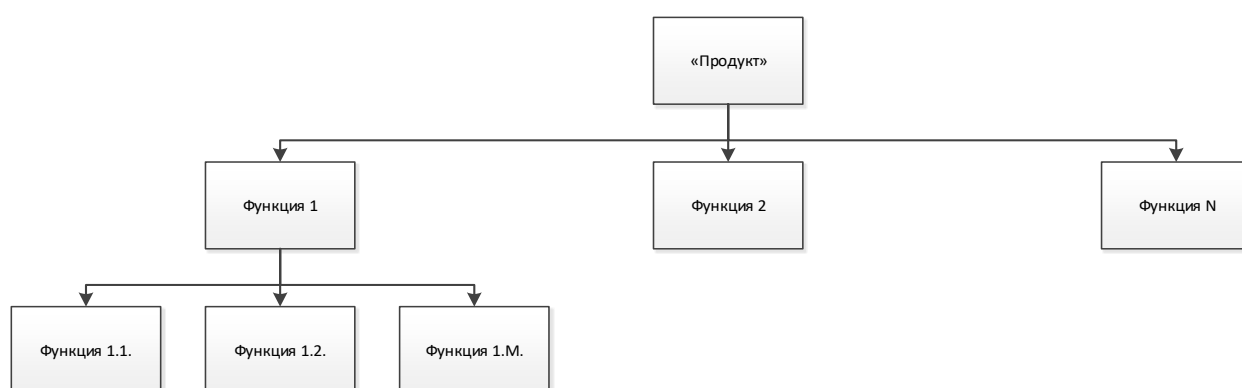 «Продукт»
Функция 1
Функция 2
Функция N
Функция 1.1.
Функция 1.2.
Функция 1.М.